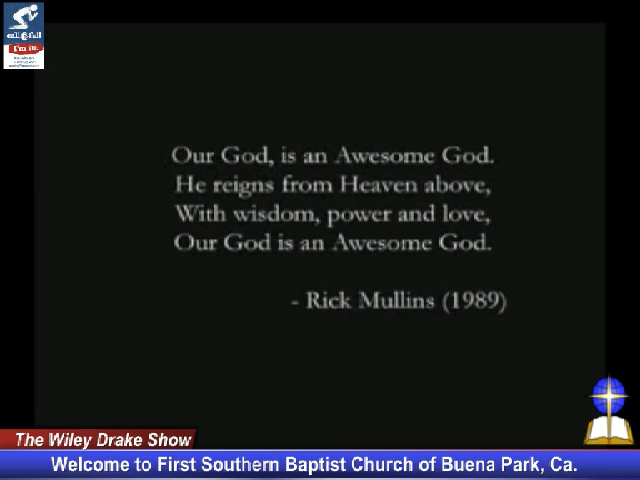 call2fall
I'm in.
Our God, is an Awesome God.
He reigns from Heaven above,
With wisdom, power and love,
Our God is an Awesome God.
- Rick Mullins (1989)
The Wiley Drake Show
Welcome to First Southern Baptist Church of Buena Park, Ca.